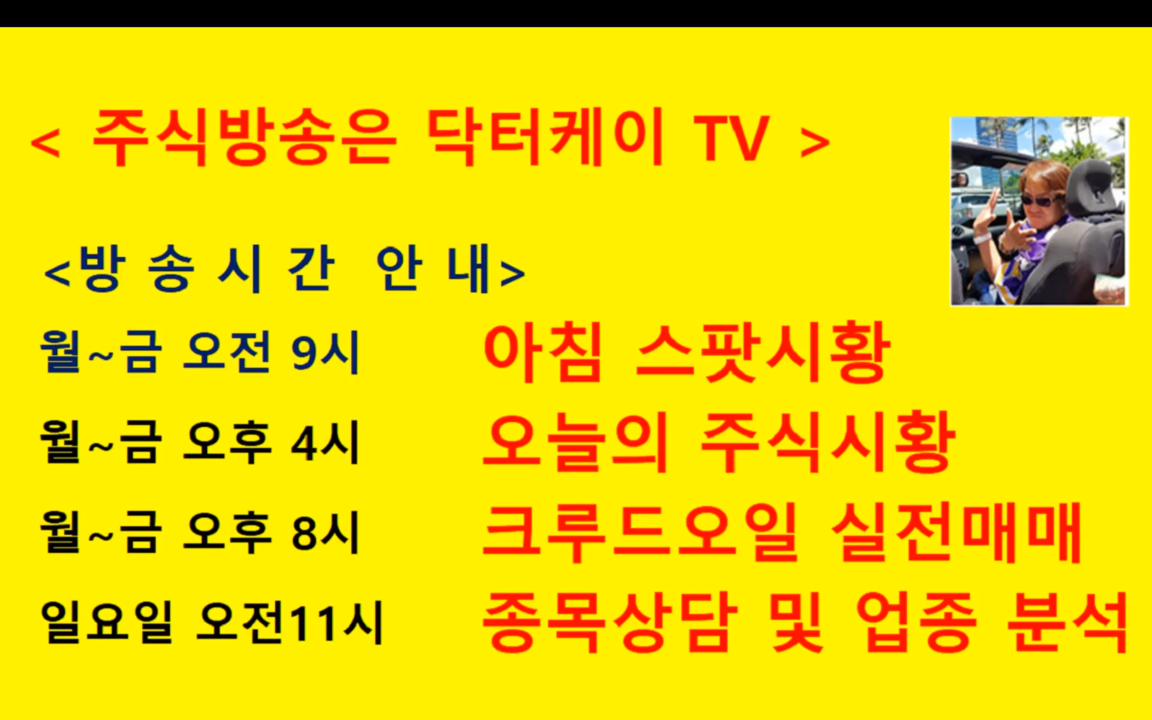 < 주식방송은 닥터케이 TV >
<방 송 시 간 안 내>
월~금 오전 9시 아침 스팟시황
월~금 오후 4시 오늘의 주식시황
월~금 오후 8시 크루드오일 실전매매
일요일 오전11시 종목상담 및 업종 분석